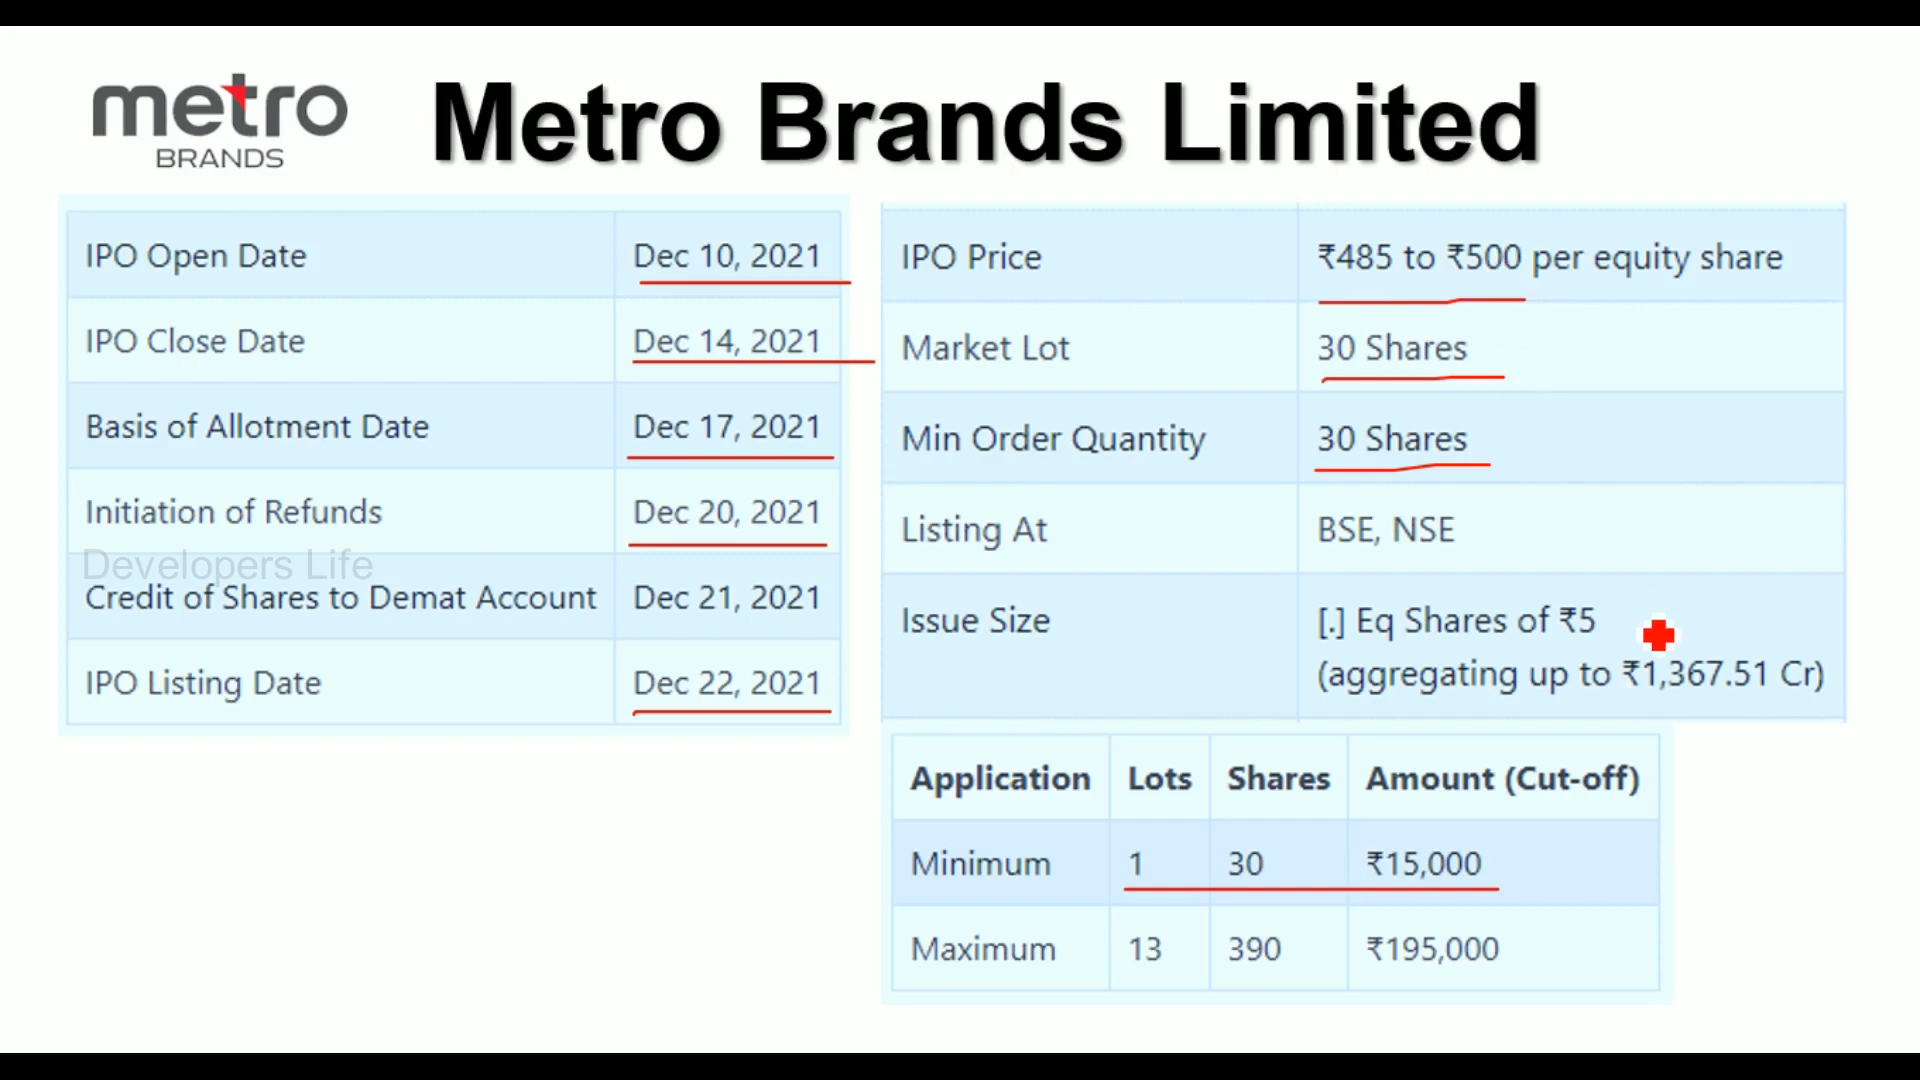 metro
BRANDS
Metro Brands Limited
IPO Open Date Dec 10, 2021
IPO Close Date Dec 14, 2021
Basis of Allotment Date Dec 17, 2021
Initiation of Refunds Dec 20, 2021
Developers Life
Credit of Shares to Demat Account Dec 21, 2021
IPO Listing Date Dec 22, 2021
IPO Price ₹485 to ₹500 per equity share
Market Lot 30 Shares
Min Order Quantity 30 Shares
Listing At BSE, NSE
Issue Size [.] Eq Shares of ₹5
(aggregating up to ₹1,367.51 Cr)
Application Lots Shares Amount (Cut-off)
Minimum 1 30 ₹15,000
Maximum 13 390 ₹195,000